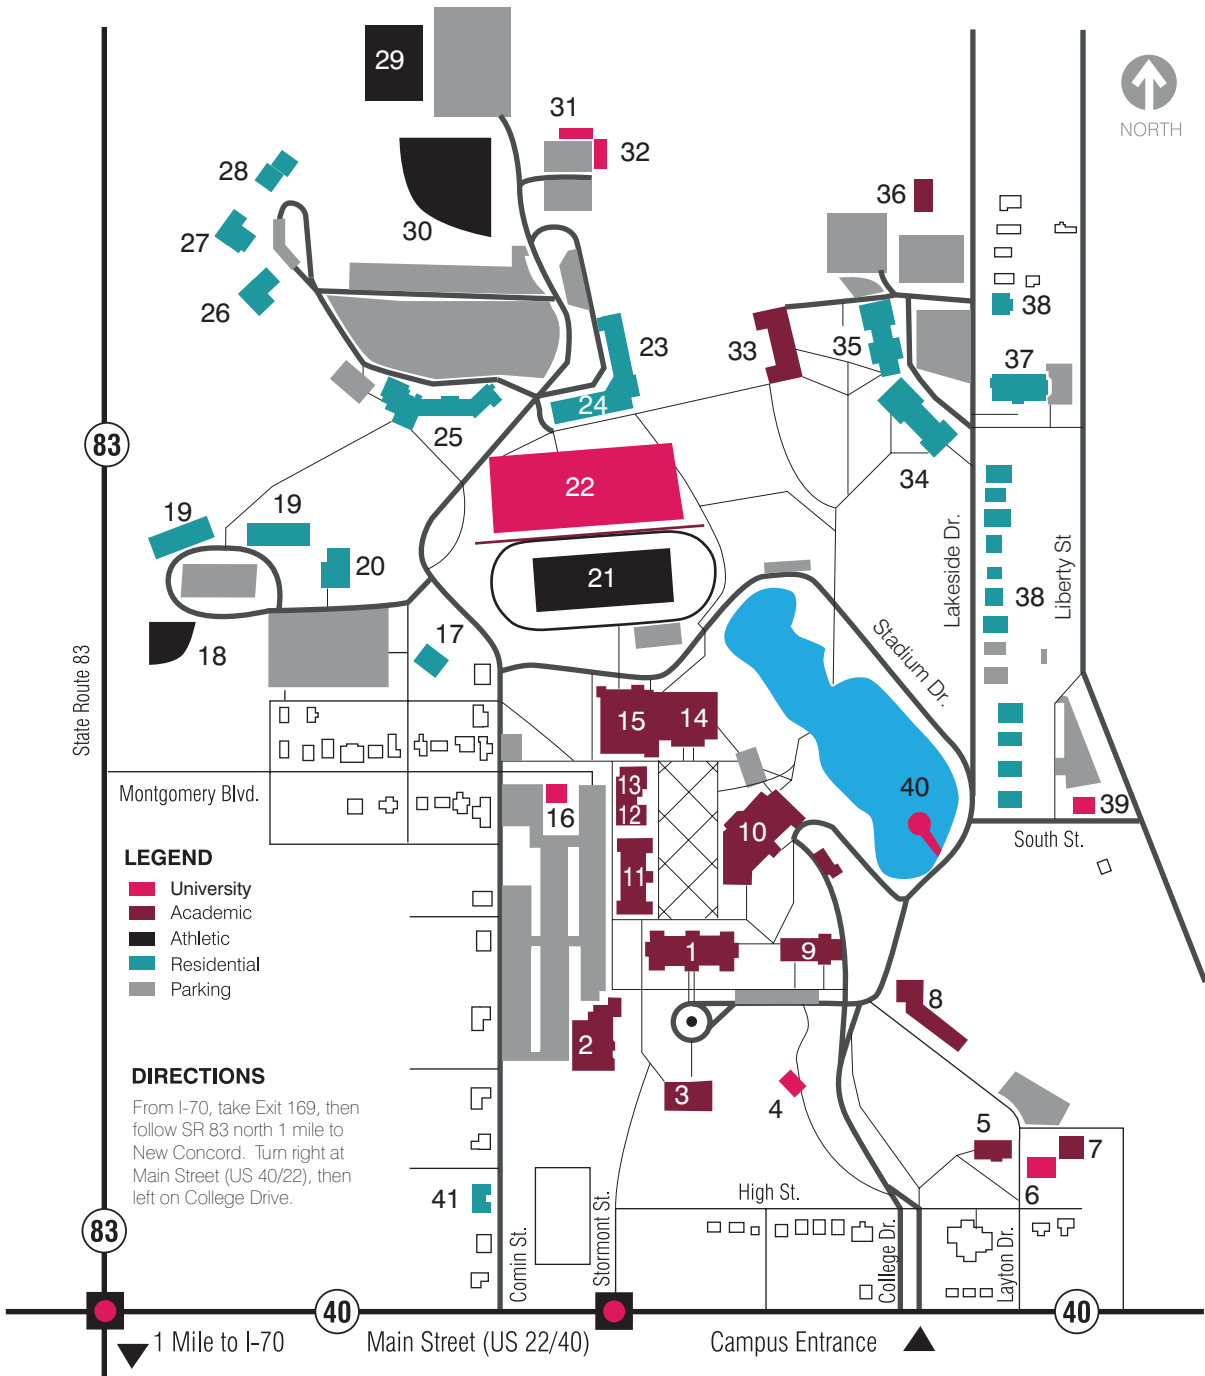 29
31
32
NORTH
28
36
30
27
26
38
23
33
35
37
24
25
83
22
34
19
19
Lakeside Dr.
Liberty St
20
21
38
17
18
Stadium Dr.
State Route 83
15
14
13
12
40
39
Montgomery Blvd.
16
10
South St.
LEGEND
University
Academic
Athletic
Residential
Parking
11
1
9
8
2
DIRECTIONS
From I-70, take Exit 169, then
follow SR 83 north 1 mile to
New Concord. Turn right at
Main Street (US 40/22), then
left on College Drive.
3
4
5
7
6
41
High St.
83
Comin St.
Stormont St.
College Dr.
Layton Dr.
40
40
1 Mile to I-70
Main Street (US 22/40)
Campus Entrance